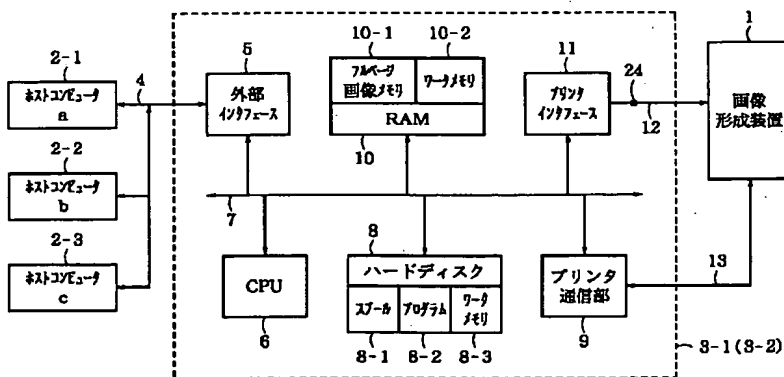 2-1
ホストコンピュータ
a
2-2
ホストコンピュータ
b
2-3
ホストコンピュータ
c
4
5
外部
インタフェース
10-1
10-2
フルページ
画像メモリ
ワークメモリ
RAM
10
11
プリンタ
インタフェース
24
12
1
画像
形成装置
7
CPU
6
8
ハードディスク
スプール
プログラム
ワーク
メモリ
8-1
8-2
8-3
プリンタ
通信部
9
13
3-1(3-2)